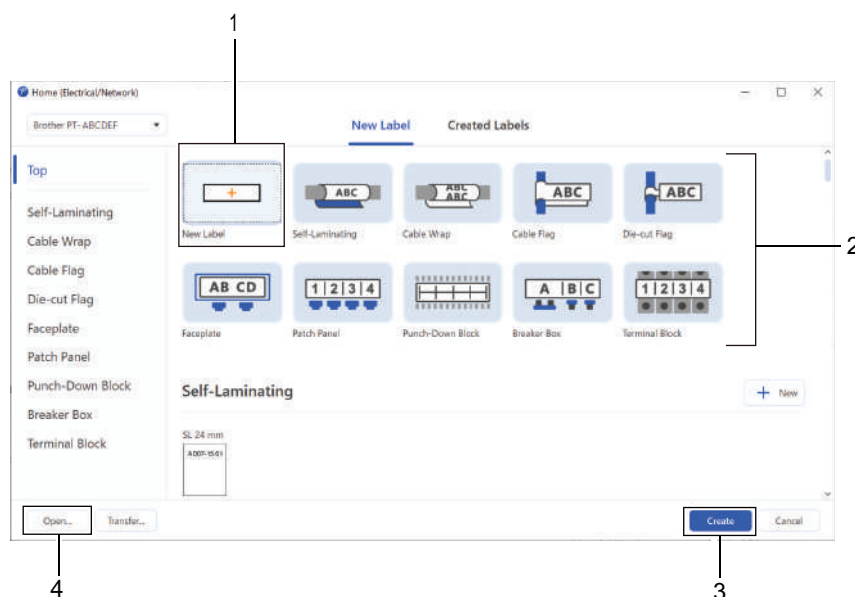 1
Home (Electrical/Network)
Brother PT-ABCDEF
New Label Created Labels
Top
Self-Laminating
Cable Wrap
Cable Flag
Die-cut Flag
Faceplate
Patch Panel
Punch-Down Block
Breaker Box
Terminal Block
ABC ABC ABC ABC ABC
New Label Self-Laminating Cable Wrap Cable Flag Die-cut Flag
2
AB CD 1 2 3 4 A B C 1 2 3 4
Faceplate Patch Panel Punch-Down Block Breaker Box Terminal Block
Self-Laminating
+ New
SL 24 mm
AD07-15:01
Open... Transfer... Create Cancel
4 3